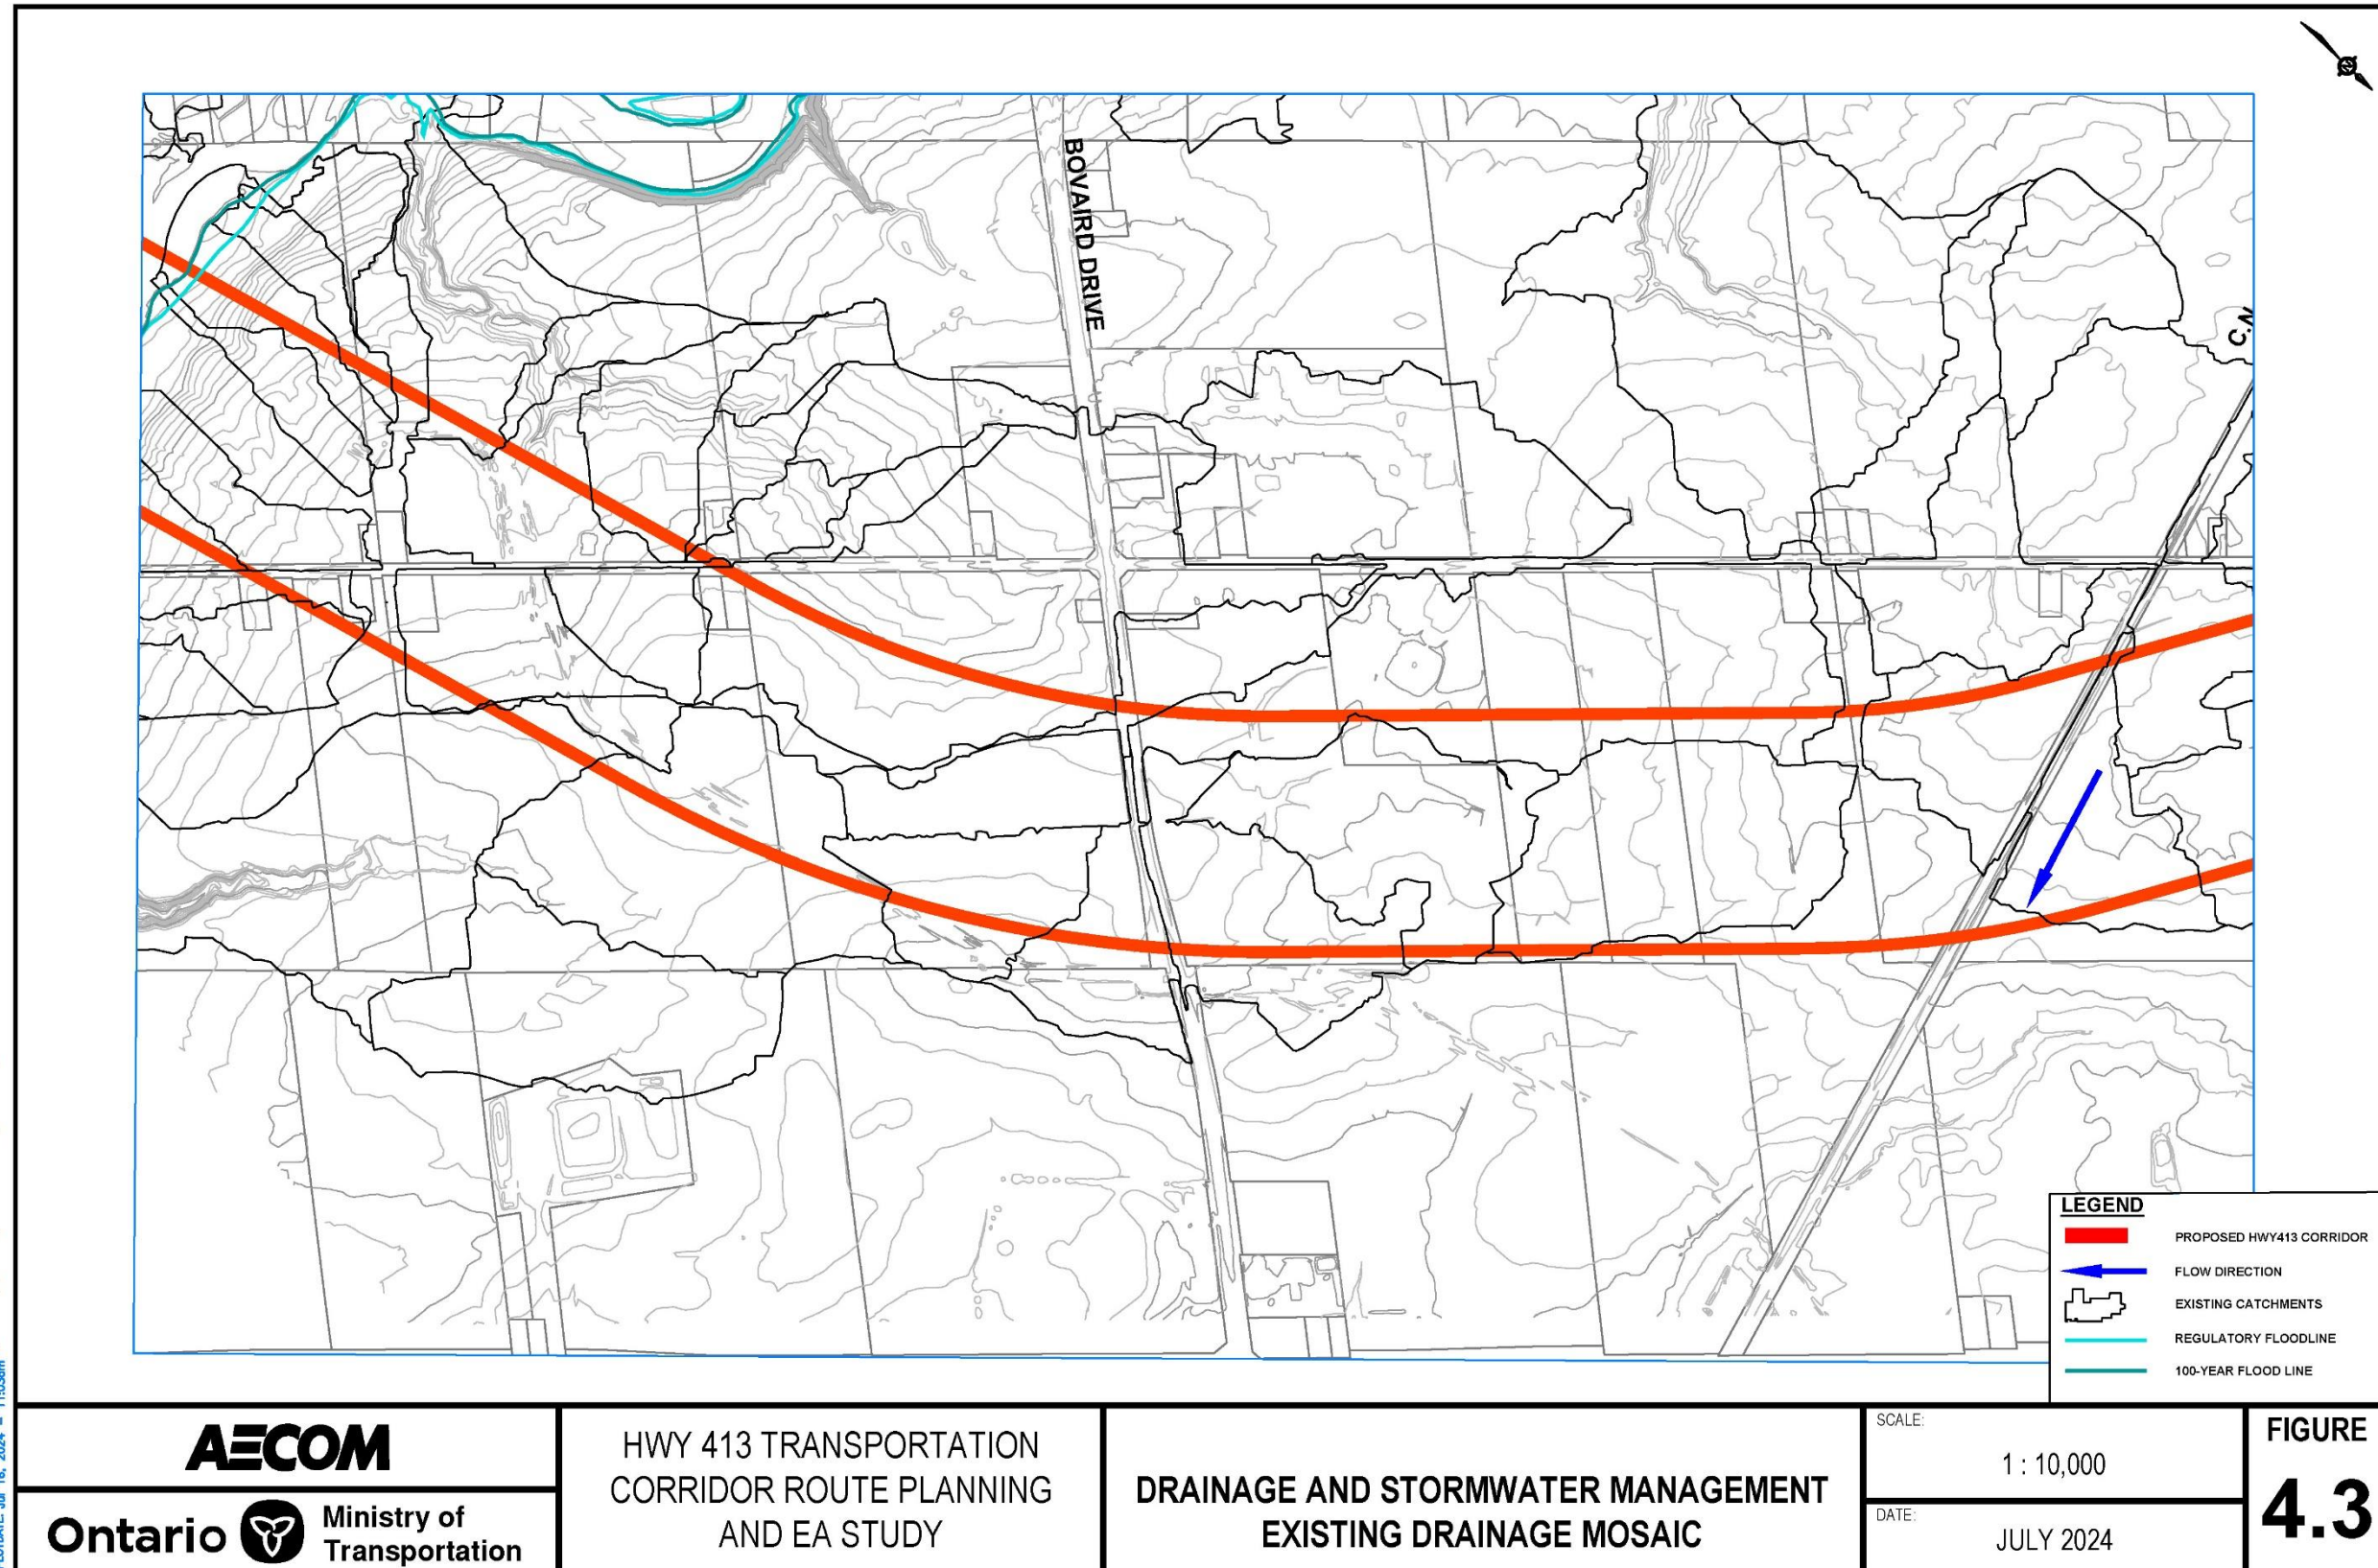 BOVAIRD DRIVE
LEGEND
PROPOSED HWY413 CORRIDOR
FLOW DIRECTION
EXISTING CATCHMENTS
REGULATORY FLOODLINE
100-YEAR FLOOD LINE
AECOM
Ontario
Ministry of
Transportation
HWY 413 TRANSPORTATION
CORRIDOR ROUTE PLANNING
AND EA STUDY
DRAINAGE AND STORMWATER MANAGEMENT
EXISTING DRAINAGE MOSAIC
SCALE:
1 : 10,000
DATE:
JULY 2024
FIGURE
4.3